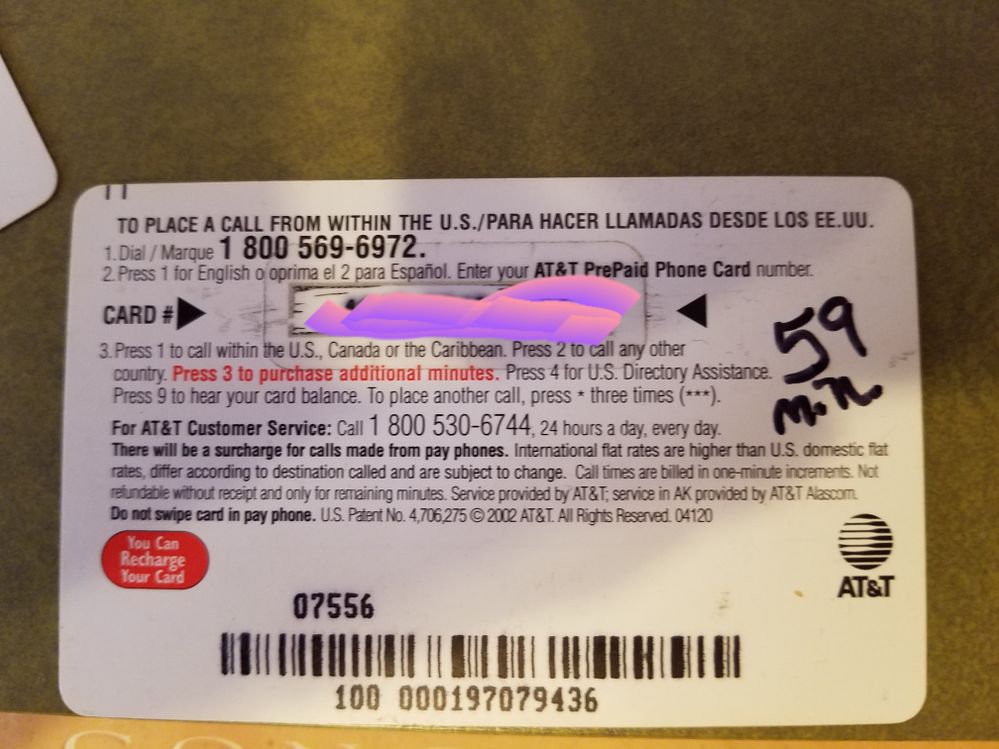 TO PLACE A CALL FROM WITHIN THE U.S./PARA HACER LLAMADAS DESDE LOS EE.UU.
1. Dial / Marque 1 800 569-6972.
2. Press 1 for English o oprima el 2 para Español. Enter your AT&T PrePaid Phone Card number.
CARD #
3. Press 1 to call within the U.S., Canada or the Caribbean. Press 2 to call any other
country. Press 3 to purchase additional minutes. Press 4 for U.S. Directory Assistance.
Press 9 to hear your card balance. To place another call, press * three times (***).
59
m.n.
For AT&T Customer Service: Call 1 800 530-6744, 24 hours a day, every day.
There will be a surcharge for calls made from pay phones. International flat rates are higher than U.S. domestic flat
rates, differ according to destination called and are subject to change. Call times are billed in one-minute increments. Not
refundable without receipt and only for remaining minutes. Service provided by AT&T; service in AK provided by AT&T Alascom.
Do not swipe card in pay phone. U.S. Patent No. 4,706,275 © 2002 AT&T. All Rights Reserved. 04120
You Can
Recharge
Your Card
AT&T
07556
100 000197079436